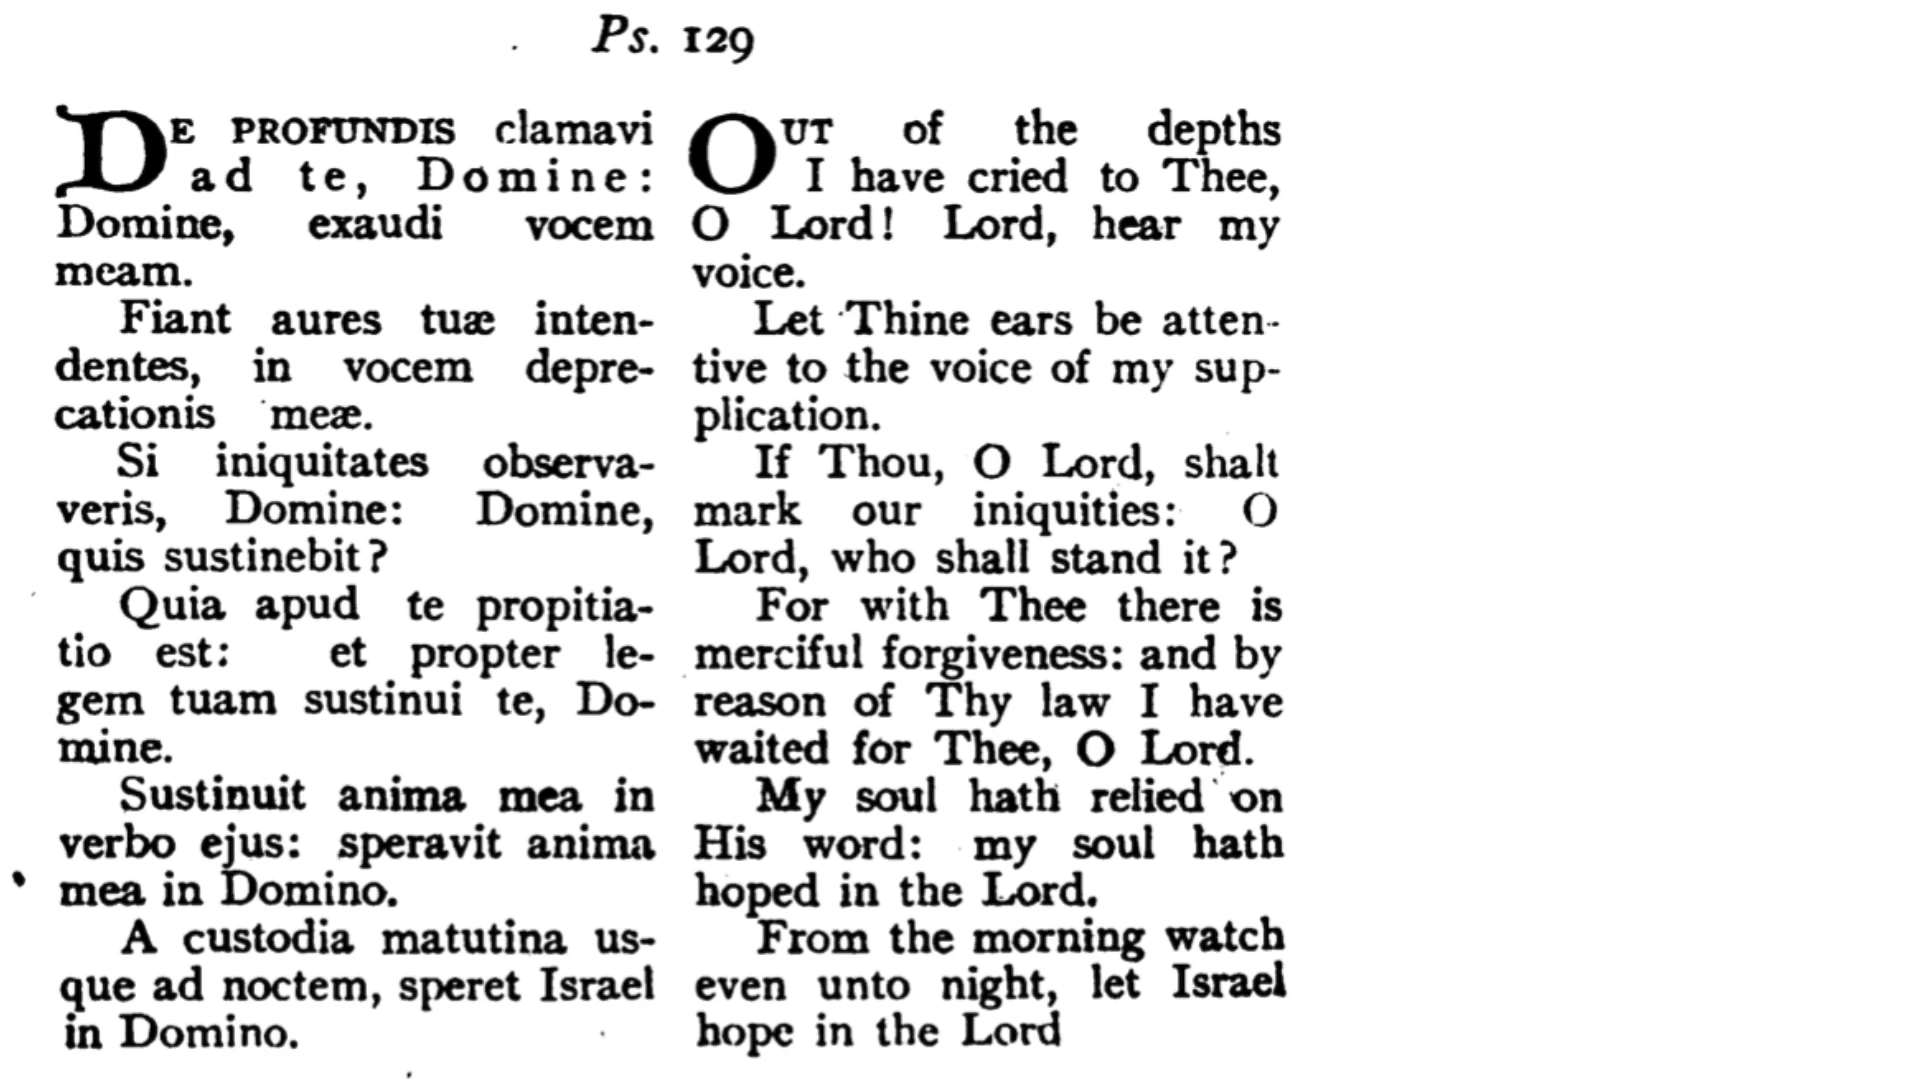 Ps. 129
DE PROFUNDIS clamavi
ad te, Domine:
Domine, exaudi vocem
meam.
Fiant aures tuæ inten-
dentes, in vocem depre-
cationis meæ.
Si iniquitates observa-
veris, Domine: Domine,
quis sustinebit?
Quia apud te propitia-
tio est: et propter le-
gem tuam sustinui te, Do-
mine.
Sustinuit anima mea in
verbo ejus: speravit anima
mea in Domino.
A custodia matutina us-
que ad noctem, speret Israel
in Domino.
OUT of the depths
I have cried to Thee,
O Lord! Lord, hear my
voice.
Let Thine ears be atten-
tive to the voice of my sup-
plication.
If Thou, O Lord, shalt
mark our iniquities: O
Lord, who shall stand it?
For with Thee there is
merciful forgiveness: and by
reason of Thy law I have
waited for Thee, O Lord.
My soul hath relied on
His word: my soul hath
hoped in the Lord.
From the morning watch
even unto night, let Israel
hope in the Lord